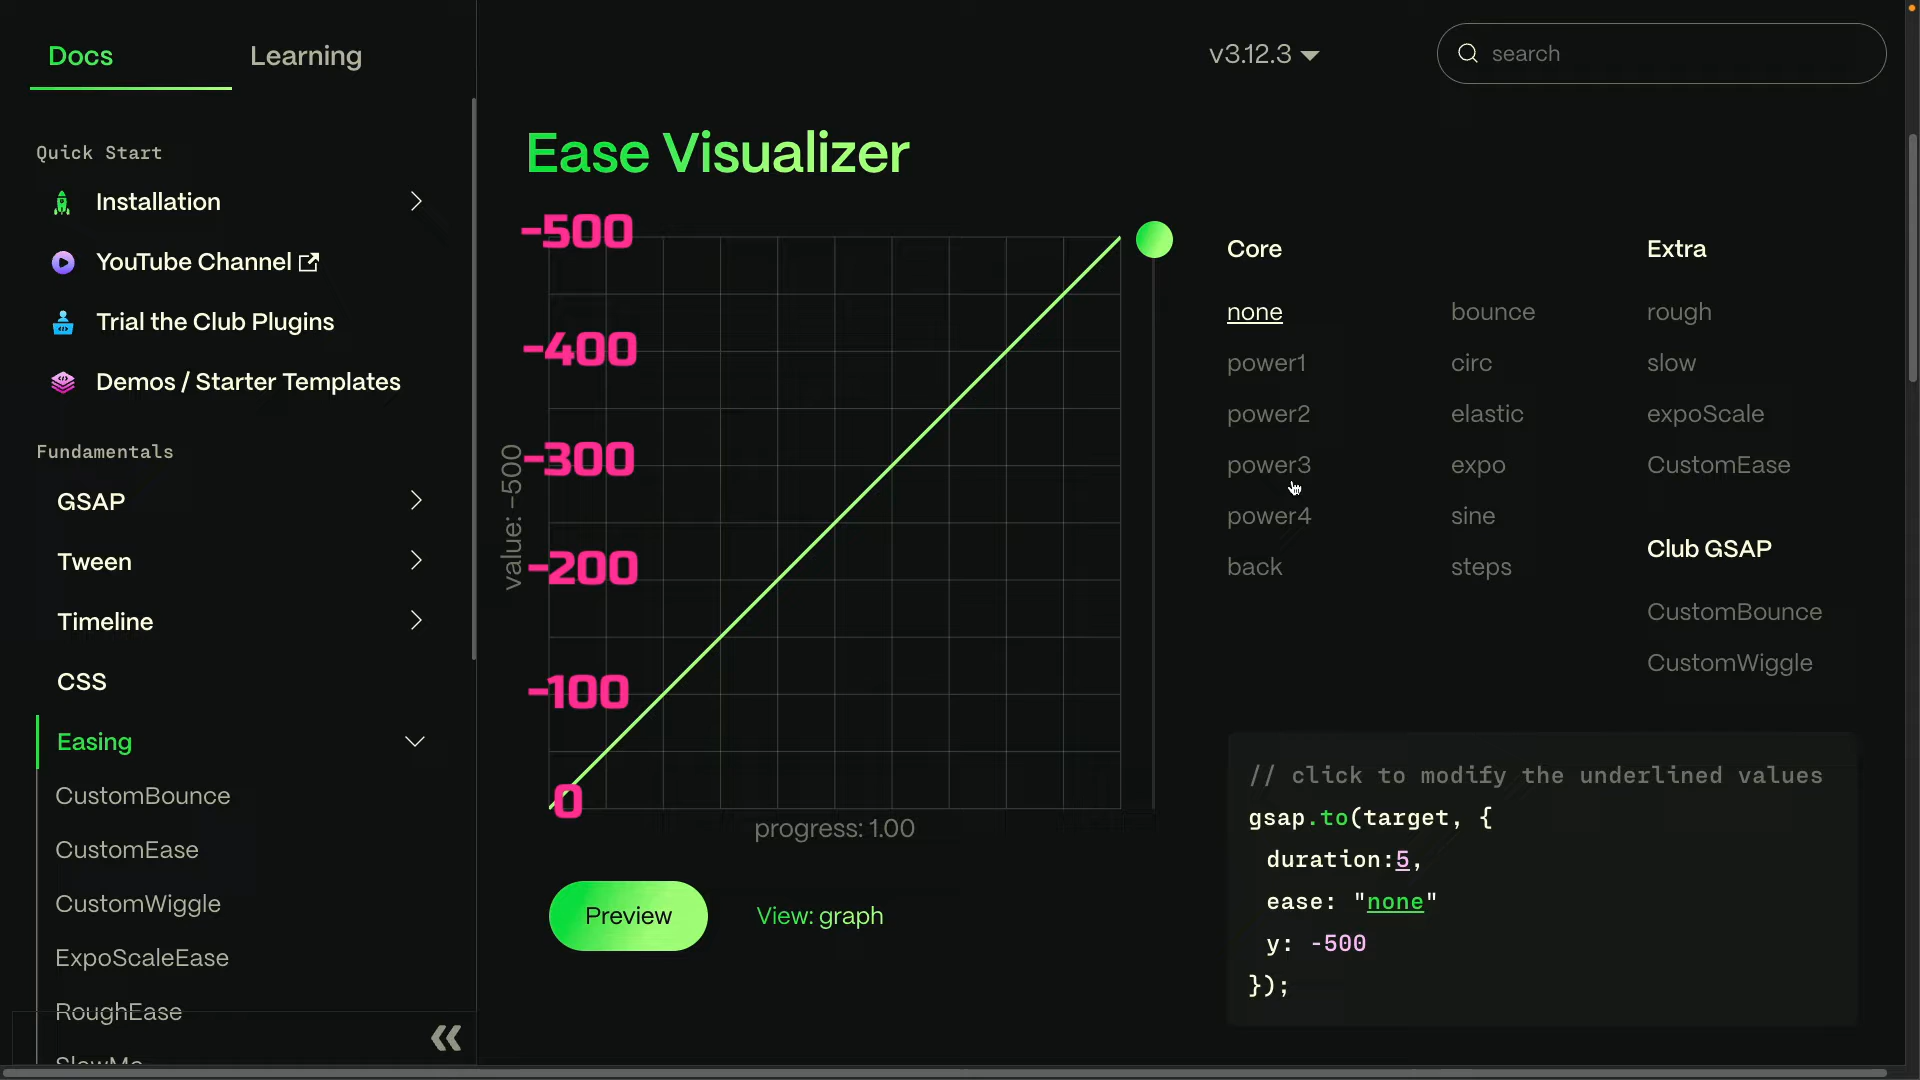 Docs
Learning
v3.12.3
search
Quick Start
Installation
YouTube Channel
Trial the Club Plugins
Demos / Starter Templates
Fundamentals
GSAP
Tween
Timeline
CSS
Easing
CustomBounce
CustomEase
CustomWiggle
ExpoScaleEase
RoughEase
SlowMo
Ease Visualizer
-500
-400
-300
-200
-100
0
value: -500
progress: 1.00
Preview
View: graph
Core
none
power1
power2
power3
power4
back
bounce
circ
elastic
expo
sine
steps
Extra
rough
slow
expoScale
CustomEase
Club GSAP
CustomBounce
CustomWiggle
// click to modify the underlined values
gsap.to(target, {
duration:5,
ease: "none"
y: -500
});